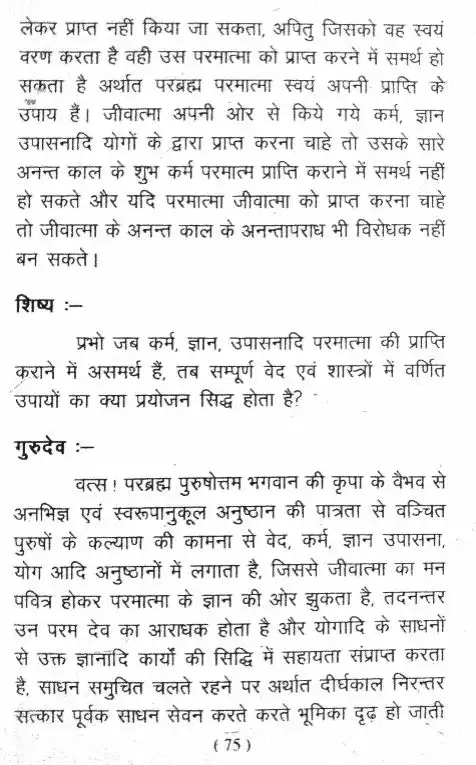 लेकर प्राप्त नहीं किया जा सकता, अपितु जिसको वह स्वयं
वरण करता है वही उस परमात्मा को प्राप्त करने में समर्थ हो
सकता है अर्थात परब्रह्म परमात्मा स्वयं अपनी प्राप्ति के
उपाय हैं। जीवात्मा अपनी ओर से किये गये कर्म, ज्ञान
उपासनादि योगों के द्वारा प्राप्त करना चाहे तो उसके सारे
अनन्त काल के शुभ कर्म परमात्म प्राप्ति कराने में समर्थ नहीं
हो सकते और यदि परमात्मा जीवात्मा को प्राप्त करना चाहे
तो जीवात्मा के अनन्त काल के अनन्तापराध भी विरोधक नहीं
बन सकते।
शिष्य :–
प्रभो जब कर्म, ज्ञान, उपासनादि परमात्मा की प्राप्ति
कराने में असमर्थ हैं, तब सम्पूर्ण वेद एवं शास्त्रों में वर्णित
उपायों का क्या प्रयोजन सिद्ध होता है?
गुरुदेव :–
वत्स! परब्रह्म पुरुषोत्तम भगवान की कृपा के वैभव से
अनभिज्ञ एवं स्वरूपानुकूल अनुष्ठान की पात्रता से वञ्चित
पुरुषों के कल्याण की कामना से वेद, कर्म, ज्ञान उपासना,
योग आदि अनुष्ठानों में लगाता है, जिससे जीवात्मा का मन
पवित्र होकर परमात्मा के ज्ञान की ओर झुकता है, तदनन्तर
उन परम देव का आराधक होता है और योगादि के साधनों
से उक्त ज्ञानादि कार्यों की सिद्धि में सहायता संप्राप्त करता
है, साधन समुचित चलते रहने पर अर्थात दीर्घकाल निरन्तर
सत्कार पूर्वक साधन सेवन करते करते भूमिका दृढ़ हो जाती
( 75 )